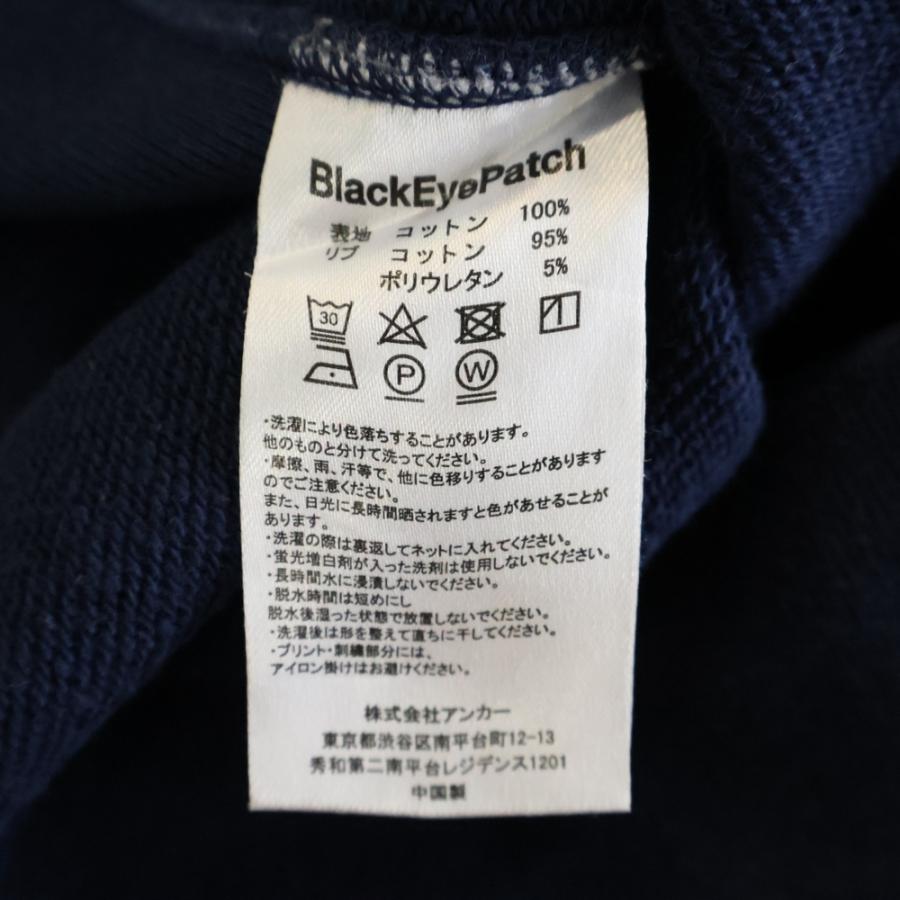 BlackEyePatch
表地 コットン 100%
リブ コットン 95%
ポリウレタン 5%
30
P W
・洗濯により色落ちすることがあります。
他のものと分けて洗ってください。
・摩擦、雨、汗等で、他に色移りすることがあります
のでご注意ください。
また、日光に長時間晒されますと色があせることが
あります。
・洗濯の際は裏返してネットに入れてください。
・蛍光増白剤が入った洗剤は使用しないでください。
・長時間水に浸漬しないでください。
・脱水時間は短めにし
脱水後湿った状態で放置しないでください。
・洗濯後は形を整えて直ちに干してください。
・プリント・刺繍部分には、
アイロン掛けはお避けください。
株式会社アンカー
東京都渋谷区南平台町12-13
秀和第二南平台レジデンス1201
中国製